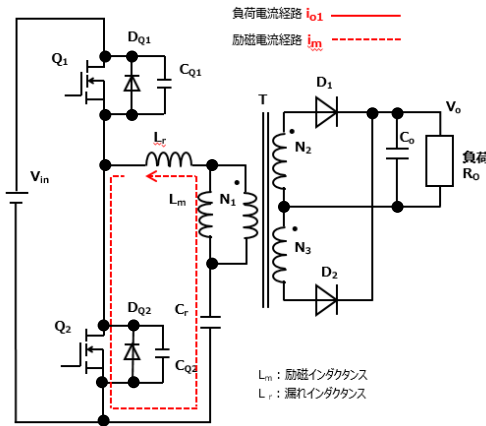 負荷電流経路 io1
励磁電流経路 im
Q1
DQ1
CQ1
Lr
T
D1
Vo
N2
Co
負荷
RO
Vin
Lm
N1
N3
Cr
D2
Q2
DQ2
CQ2
Lm：励磁インダクタンス
Lr：漏れインダクタンス